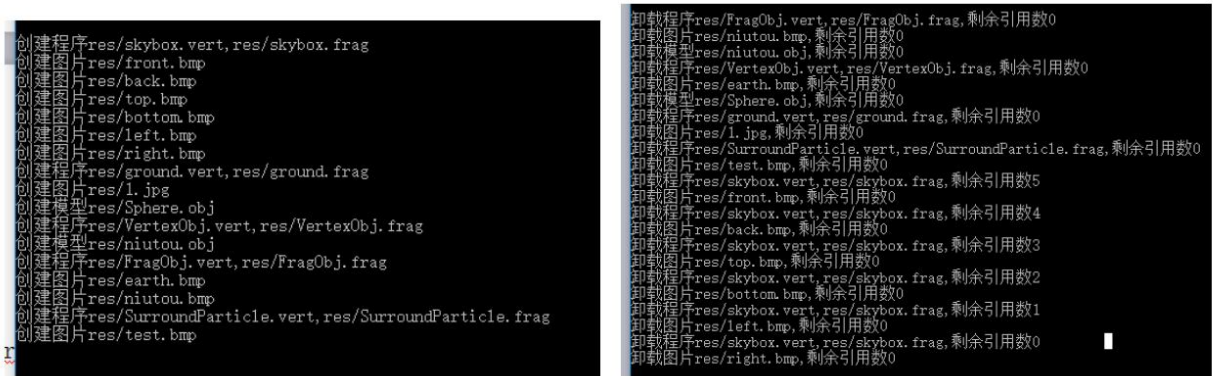 创建程序res/skybox.vert,res/skybox.frag
创建图片res/front.bmp
创建图片res/back.bmp
创建图片res/top.bmp
创建图片res/bottom.bmp
创建图片res/left.bmp
创建图片res/right.bmp
创建程序res/ground.vert,res/ground.frag
创建图片res/1.jpg
创建模型res/Sphere.obj
创建程序res/VertexObj.vert,res/VertexObj.frag
创建模型res/niutou.obj
创建程序res/FragObj.vert,res/FragObj.frag
创建图片res/earth.bmp
创建图片res/niutou.bmp
创建程序res/SurroundParticle.vert,res/SurroundParticle.frag
创建图片res/test.bmp
r
卸载程序res/FragObj.vert,res/FragObj.frag,剩余引用数0
卸载图片res/niutou.bmp,剩余引用数0
卸载模型res/niutou.obj,剩余引用数0
卸载程序res/VertexObj.vert,res/VertexObj.frag,剩余引用数0
卸载图片res/earth.bmp,剩余引用数0
卸载模型res/Sphere.obj,剩余引用数0
卸载程序res/ground.vert,res/ground.frag,剩余引用数0
卸载图片res/1.jpg,剩余引用数0
卸载程序res/SurroundParticle.vert,res/SurroundParticle.frag,剩余引用数0
卸载图片res/test.bmp,剩余引用数0
卸载程序res/skybox.vert,res/skybox.frag,剩余引用数5
卸载图片res/front.bmp,剩余引用数0
卸载程序res/skybox.vert,res/skybox.frag,剩余引用数4
卸载图片res/back.bmp,剩余引用数0
卸载程序res/skybox.vert,res/skybox.frag,剩余引用数3
卸载图片res/top.bmp,剩余引用数0
卸载程序res/skybox.vert,res/skybox.frag,剩余引用数2
卸载图片res/bottom.bmp,剩余引用数0
卸载程序res/skybox.vert,res/skybox.frag,剩余引用数1
卸载图片res/left.bmp,剩余引用数0
卸载程序res/skybox.vert,res/skybox.frag,剩余引用数0
卸载图片res/right.bmp,剩余引用数0